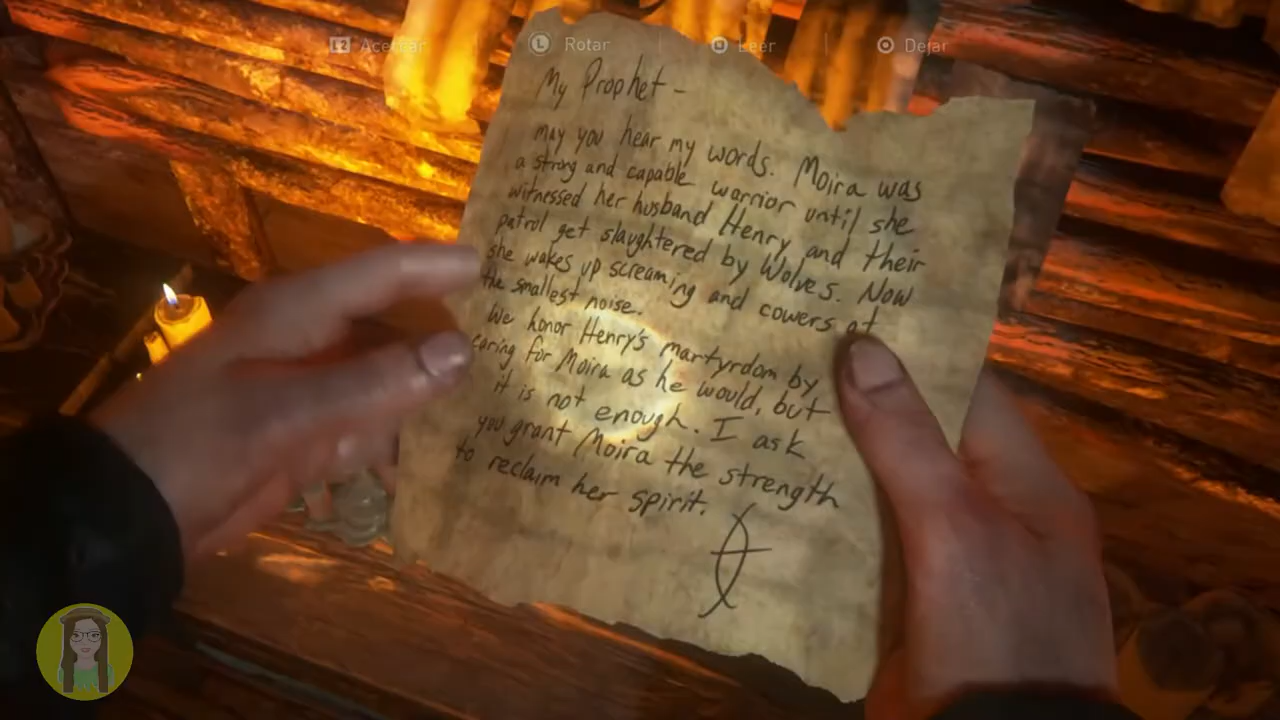 L2 Acercar L Rotar Leer Dejar
My Prophet -
may you hear my words. Moira was
a strong and capable warrior until she
witnessed her husband Henry and their
patrol get slaughtered by Wolves. Now
she wakes up screaming and cowers at
the smallest noise.
We honor Henry's martyrdom by
caring for Moira as he would, but
it is not enough. I ask
you grant Moira the strength
to reclaim her spirit.